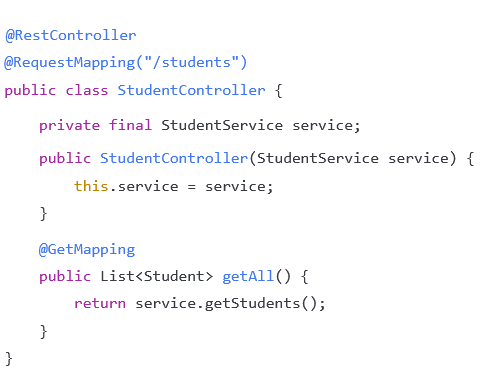 @RestController
@RequestMapping("/students")
public class StudentController {
private final StudentService service;
public StudentController(StudentService service) {
this.service = service;
}
@GetMapping
public List<Student> getAll() {
return service.getStudents();
}
}